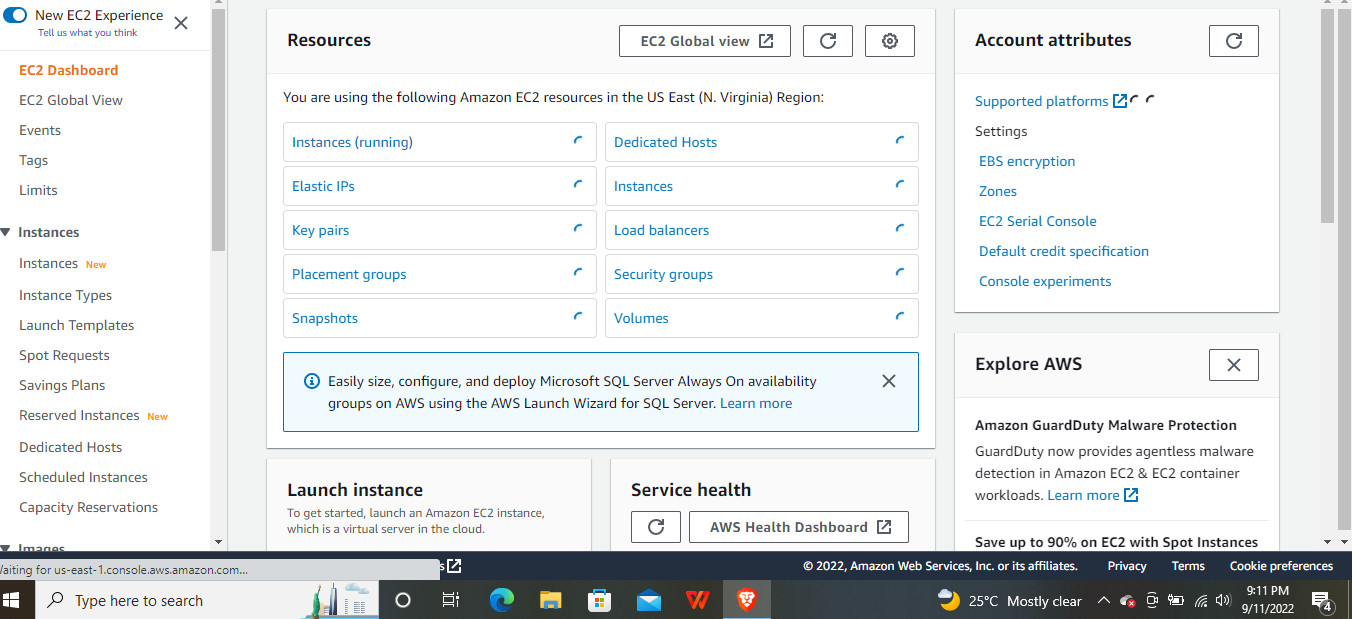 New EC2 Experience
Tell us what you think
EC2 Dashboard
EC2 Global View
Events
Tags
Limits
Instances
Instances New
Instance Types
Launch Templates
Spot Requests
Savings Plans
Reserved Instances New
Dedicated Hosts
Scheduled Instances
Capacity Reservations
Images
Resources
EC2 Global view
You are using the following Amazon EC2 resources in the US East (N. Virginia) Region:
Instances (running)
Dedicated Hosts
Elastic IPs
Instances
Key pairs
Load balancers
Placement groups
Security groups
Snapshots
Volumes
Easily size, configure, and deploy Microsoft SQL Server Always On availability
groups on AWS using the AWS Launch Wizard for SQL Server. Learn more
Launch instance
To get started, launch an Amazon EC2 instance,
which is a virtual server in the cloud.
Service health
AWS Health Dashboard
Account attributes
Supported platforms
Settings
EBS encryption
Zones
EC2 Serial Console
Default credit specification
Console experiments
Explore AWS
Amazon GuardDuty Malware Protection
GuardDuty now provides agentless malware
detection in Amazon EC2 & EC2 container
workloads. Learn more
Save up to 90% on EC2 with Spot Instances
aiting for us-east-1.console.aws.amazon.com...
s
© 2022, Amazon Web Services, Inc. or its affiliates.
Privacy
Terms
Cookie preferences
Type here to search
25°C Mostly clear
9:11 PM
9/11/2022
4